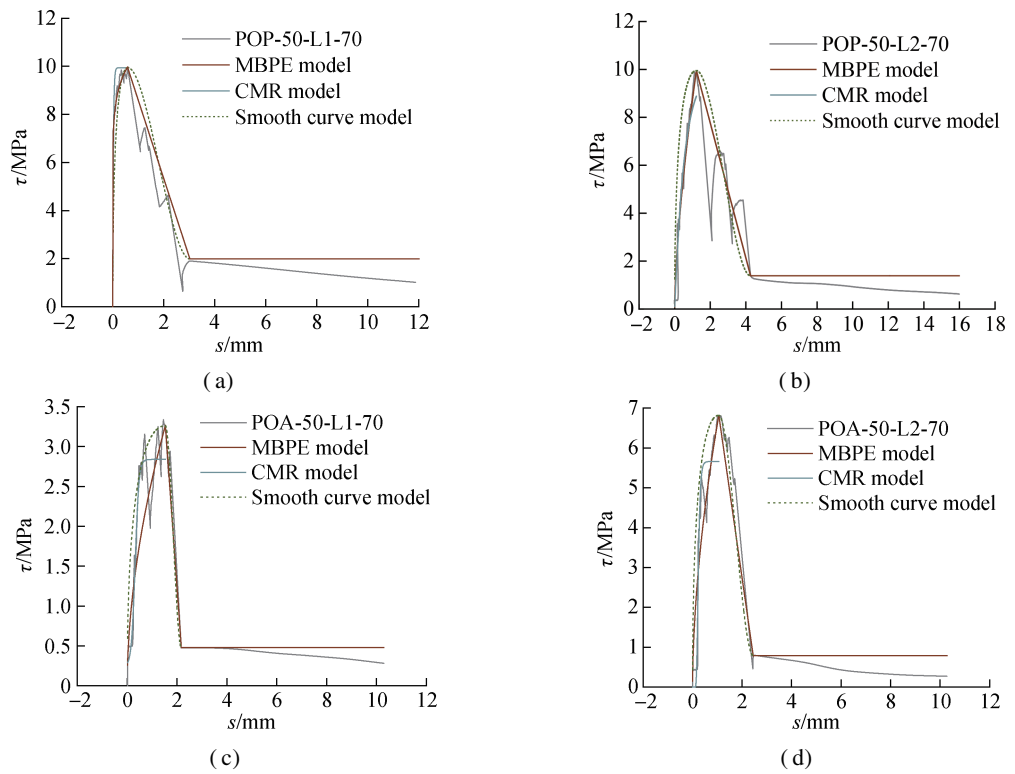 12
10
8
6
4
2
0
τ/MPa
−2 0 2 4 6 8 10 12
s/mm
POP-50-L1-70
MBPE model
CMR model
Smooth curve model
(a)
12
10
8
6
4
2
0
τ/MPa
−2 0 2 4 6 8 10 12 14 16 18
s/mm
POP-50-L2-70
MBPE model
CMR model
Smooth curve model
(b)
3.5
3.0
2.5
2.0
1.5
1.0
0.5
0
τ/MPa
−2 0 2 4 6 8 10 12
s/mm
POA-50-L1-70
MBPE model
CMR model
Smooth curve model
(c)
7
6
5
4
3
2
1
0
τ/MPa
−2 0 2 4 6 8 10 12
s/mm
POA-50-L2-70
MBPE model
CMR model
Smooth curve model
(d)